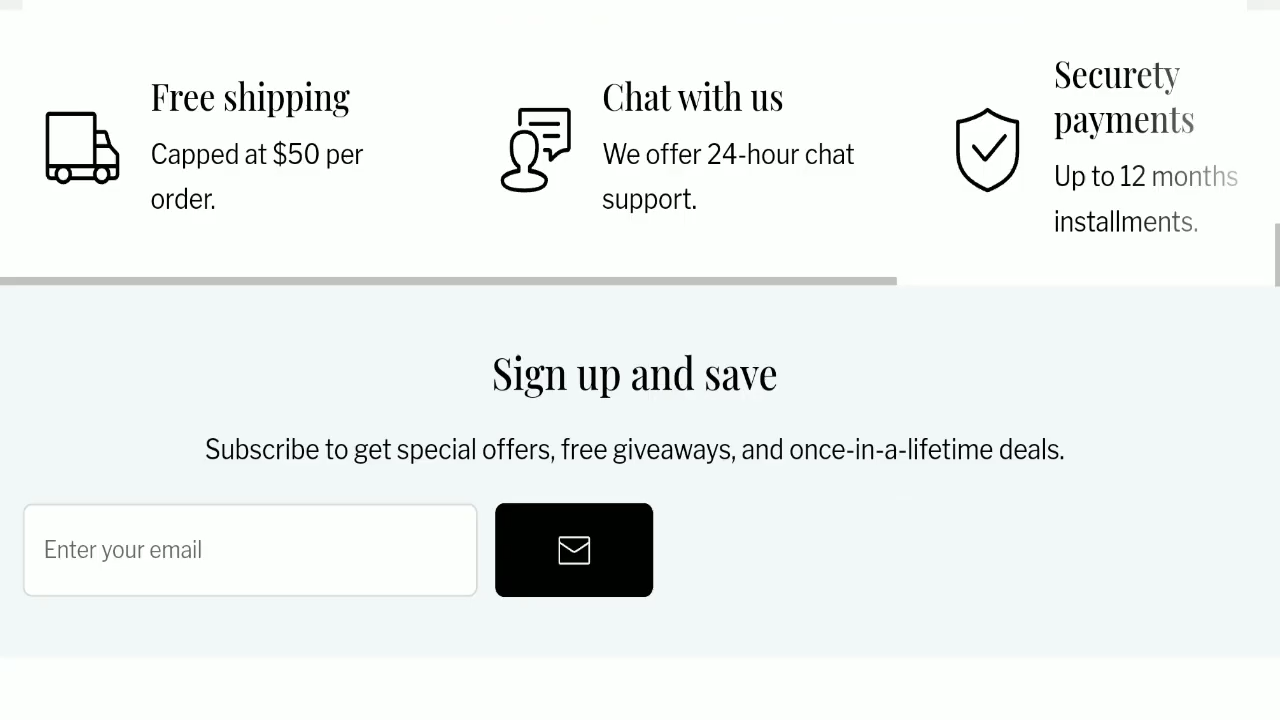 Free shipping
Capped at $50 per
order.
Chat with us
We offer 24-hour chat
support.
Securety
payments
Up to 12 months
installments.
Sign up and save
Subscribe to get special offers, free giveaways, and once-in-a-lifetime deals.
Enter your email